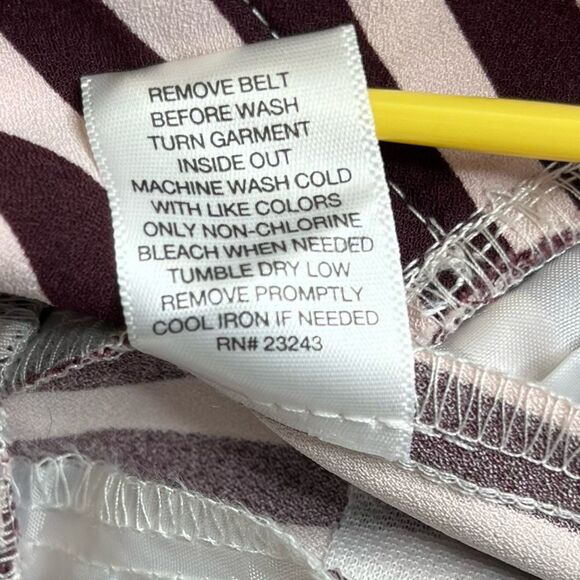 REMOVE BELT
BEFORE WASH
TURN GARMENT
INSIDE OUT
MACHINE WASH COLD
WITH LIKE COLORS
ONLY NON-CHLORINE
BLEACH WHEN NEEDED
TUMBLE DRY LOW
REMOVE PROMPTLY
COOL IRON IF NEEDED
RN# 23243